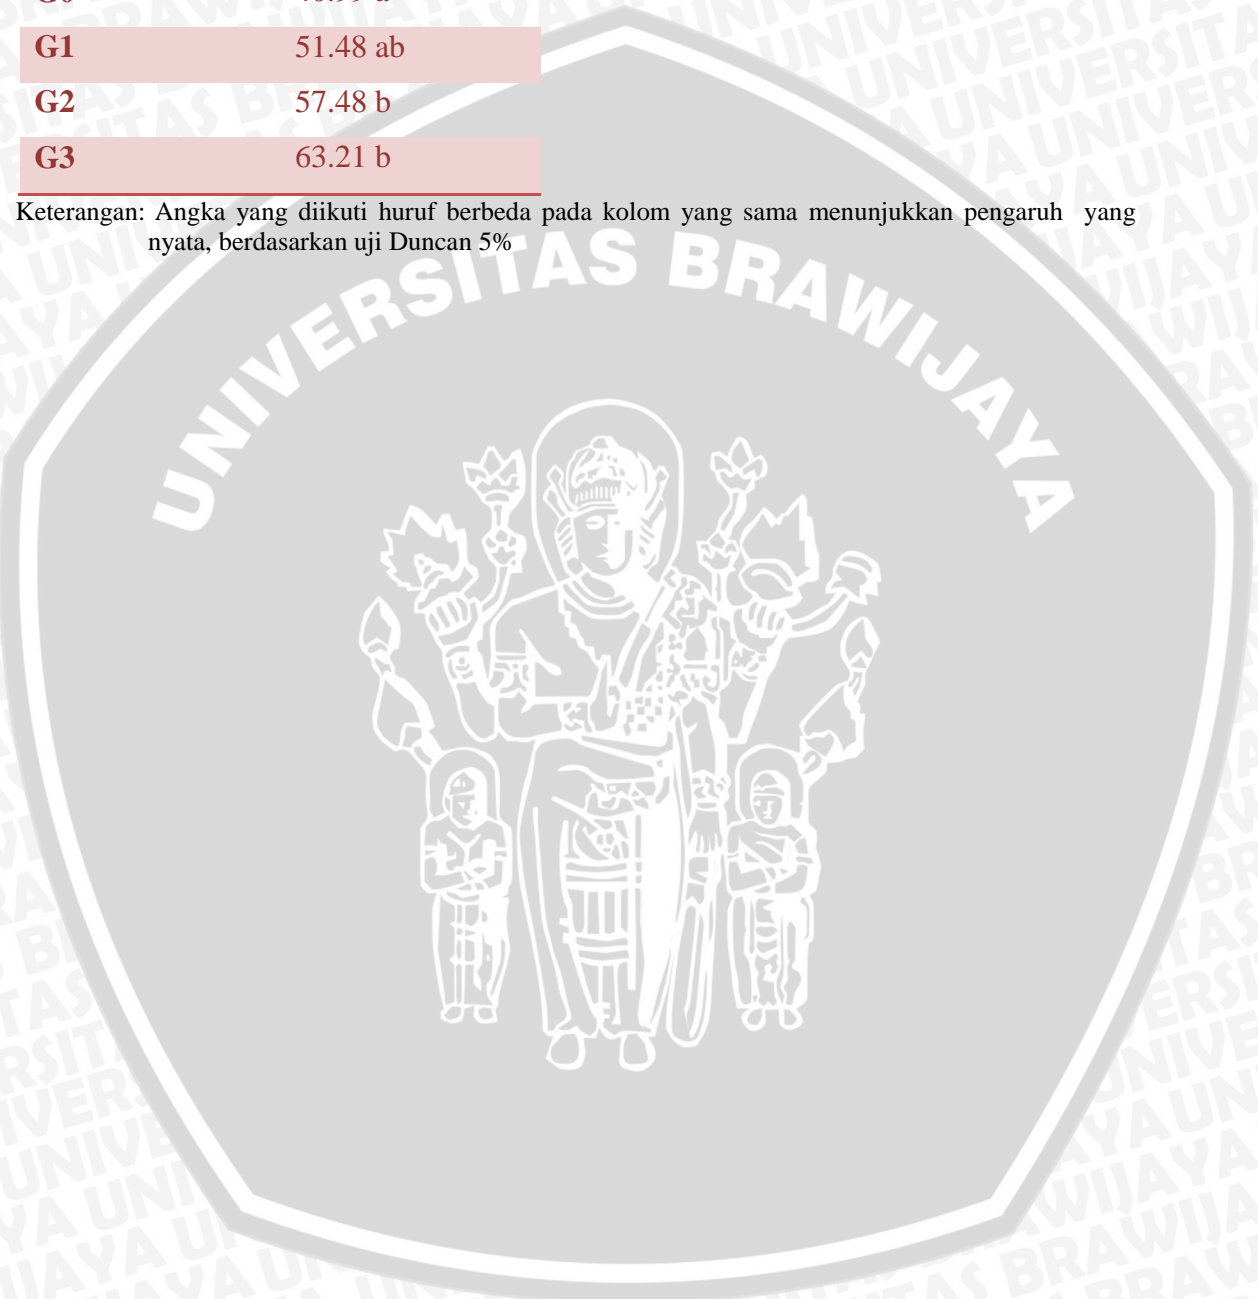 G1 51.48 ab
G2 57.48 b
G3 63.21 b
Keterangan: Angka yang diikuti huruf berbeda pada kolom yang sama menunjukkan pengaruh yang
nyata, berdasarkan uji Duncan 5%
UNIVERSITAS BRAWIJAYA